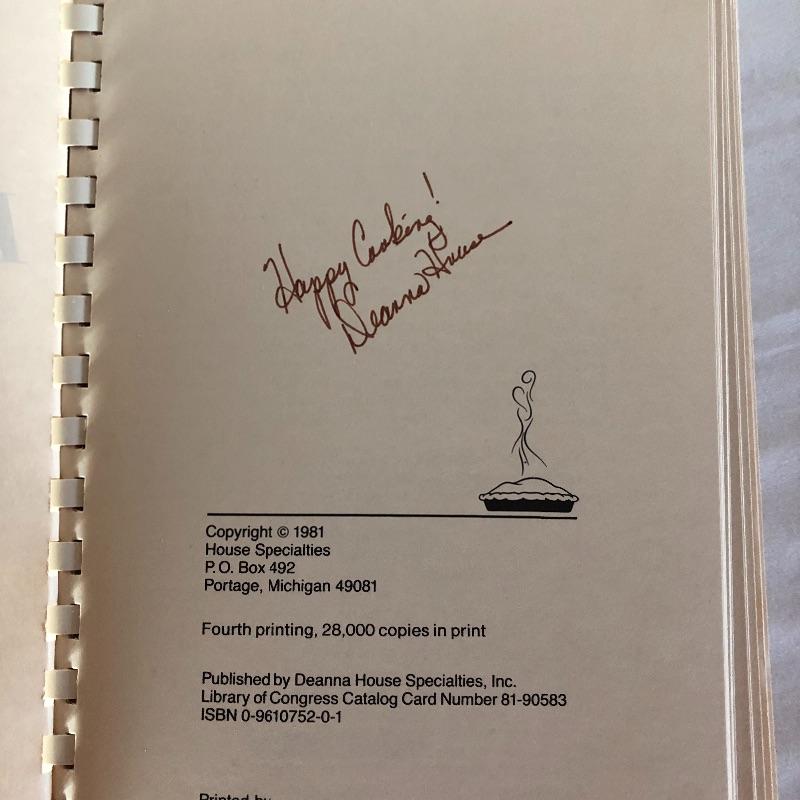 Happy Cooking!
Deanna House
Copyright © 1981
House Specialties
P.O. Box 492
Portage, Michigan 49081
Fourth printing, 28,000 copies in print
Published by Deanna House Specialties, Inc.
Library of Congress Catalog Card Number 81-90583
ISBN 0-9610752-0-1
Printed by